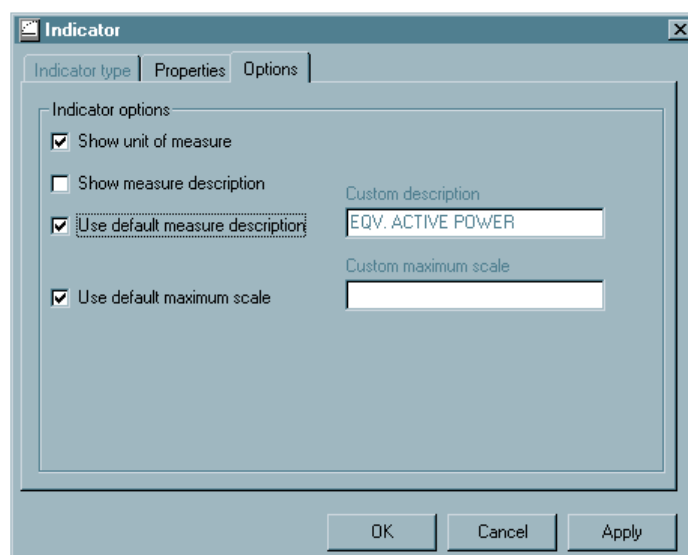 Indicator
Indicator type Properties Options
Indicator options
Show unit of measure
Show measure description
Custom description
Use default measure description
EQV. ACTIVE POWER
Custom maximum scale
Use default maximum scale
OK Cancel Apply